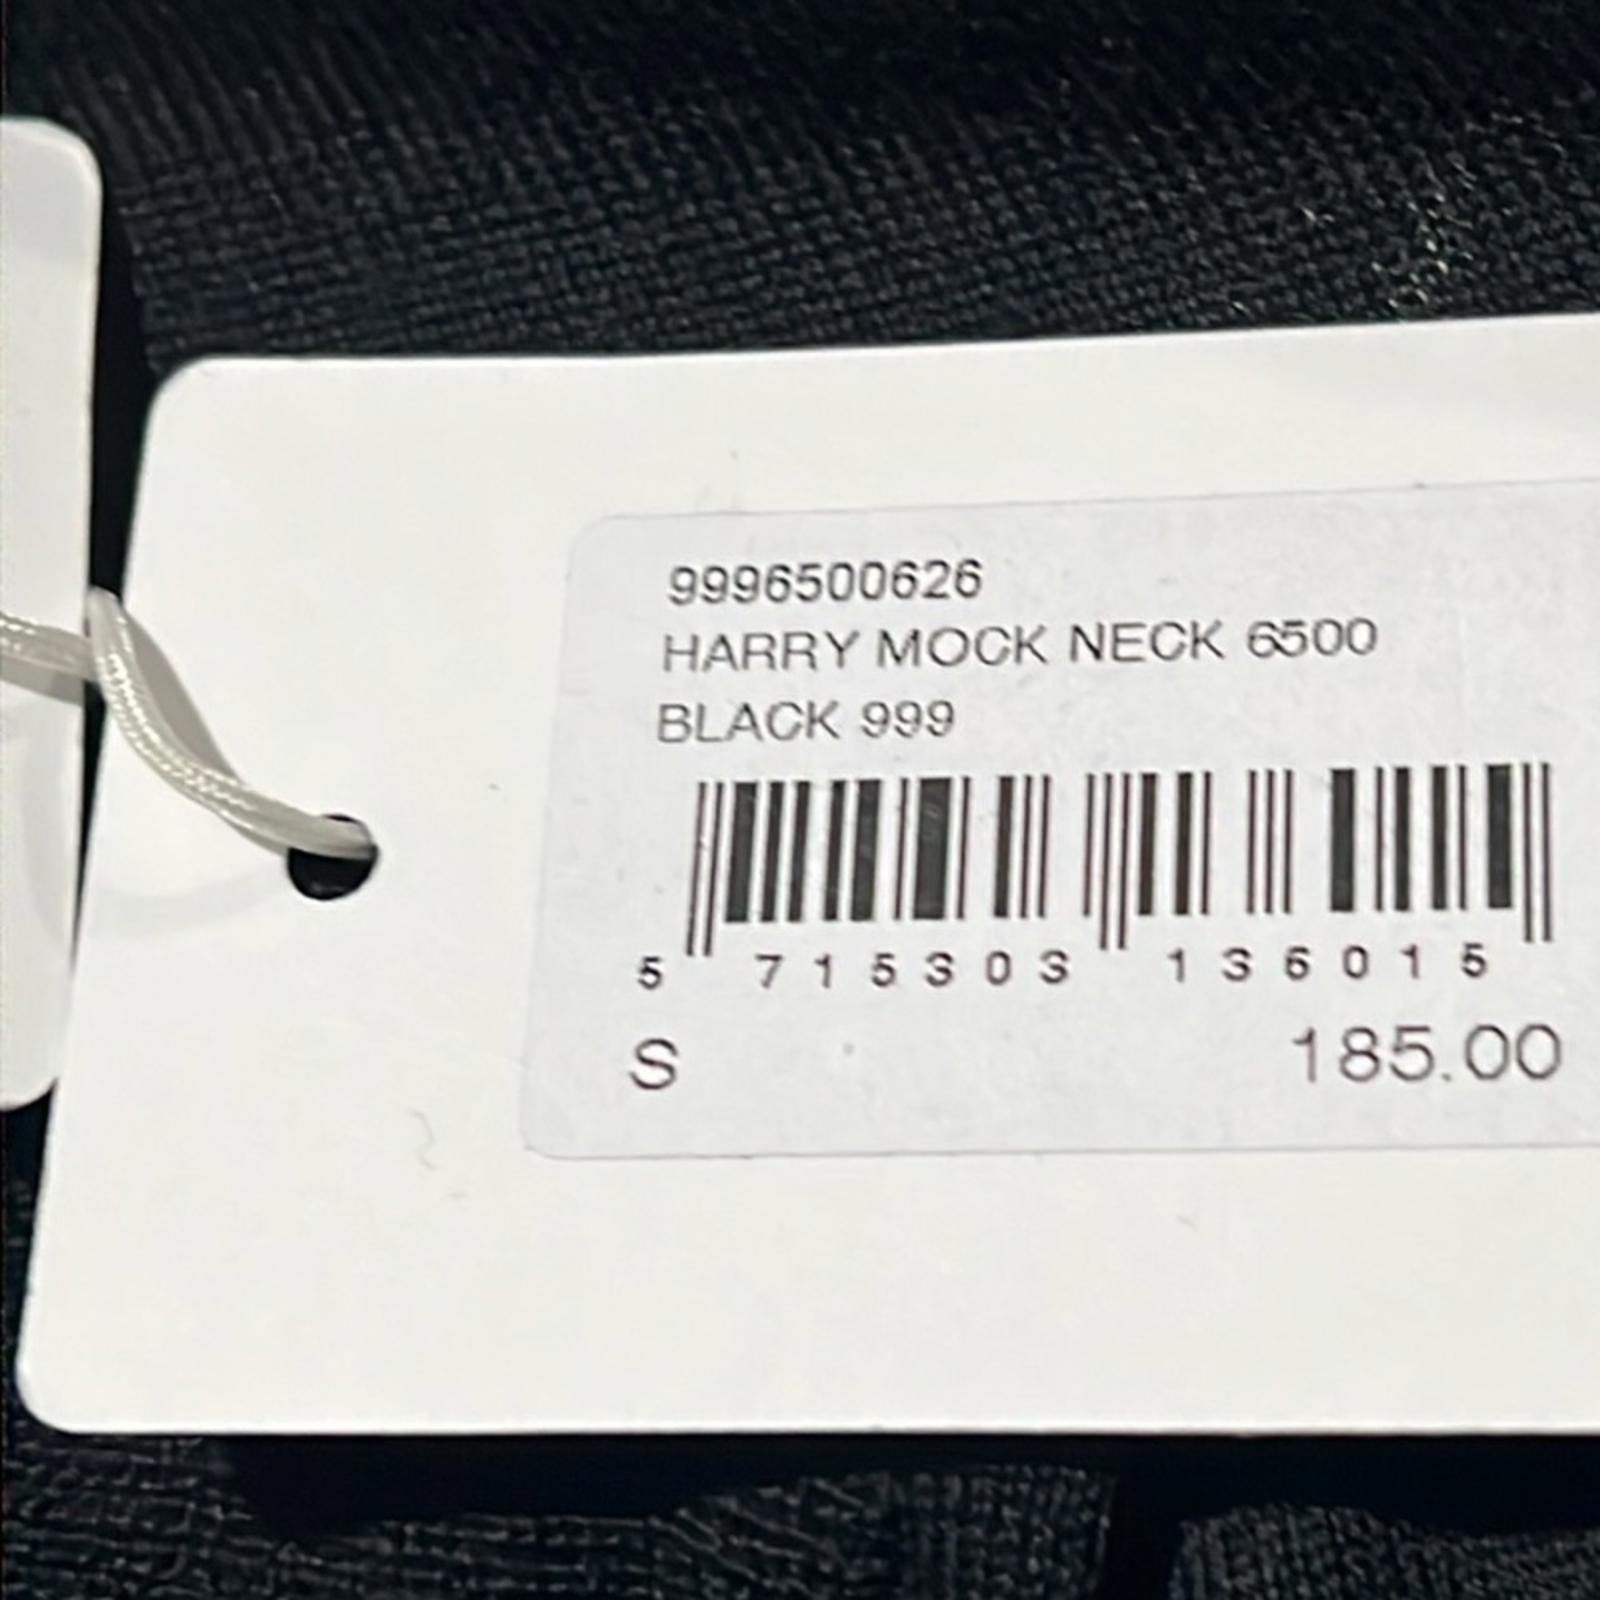 9996500626
HARRY MOCK NECK 6500
BLACK 999
5 715303 136015
S 185.00